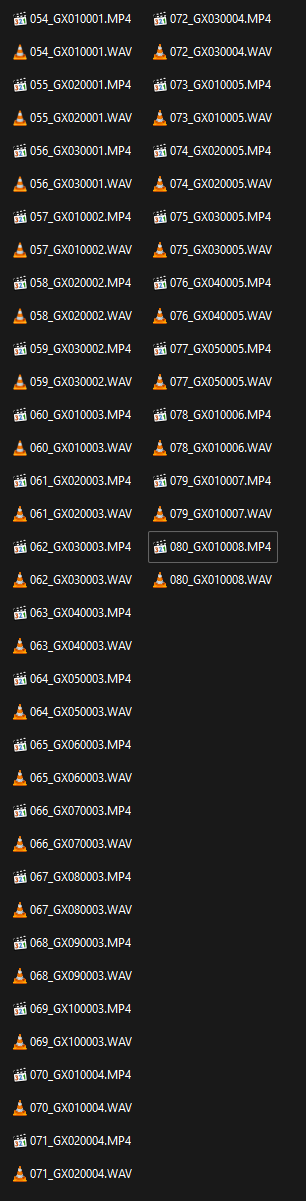 054_GX010001.MP4
054_GX010001.WAV
055_GX020001.MP4
055_GX020001.WAV
056_GX030001.MP4
056_GX030001.WAV
057_GX010002.MP4
057_GX010002.WAV
058_GX020002.MP4
058_GX020002.WAV
059_GX030002.MP4
059_GX030002.WAV
060_GX010003.MP4
060_GX010003.WAV
061_GX020003.MP4
061_GX020003.WAV
062_GX030003.MP4
062_GX030003.WAV
063_GX040003.MP4
063_GX040003.WAV
064_GX050003.MP4
064_GX050003.WAV
065_GX060003.MP4
065_GX060003.WAV
066_GX070003.MP4
066_GX070003.WAV
067_GX080003.MP4
067_GX080003.WAV
068_GX090003.MP4
068_GX090003.WAV
069_GX100003.MP4
069_GX100003.WAV
070_GX010004.MP4
070_GX010004.WAV
071_GX020004.MP4
071_GX020004.WAV
072_GX030004.MP4
072_GX030004.WAV
073_GX010005.MP4
073_GX010005.WAV
074_GX020005.MP4
074_GX020005.WAV
075_GX030005.MP4
075_GX030005.WAV
076_GX040005.MP4
076_GX040005.WAV
077_GX050005.MP4
077_GX050005.WAV
078_GX010006.MP4
078_GX010006.WAV
079_GX010007.MP4
079_GX010007.WAV
080_GX010008.MP4
080_GX010008.WAV